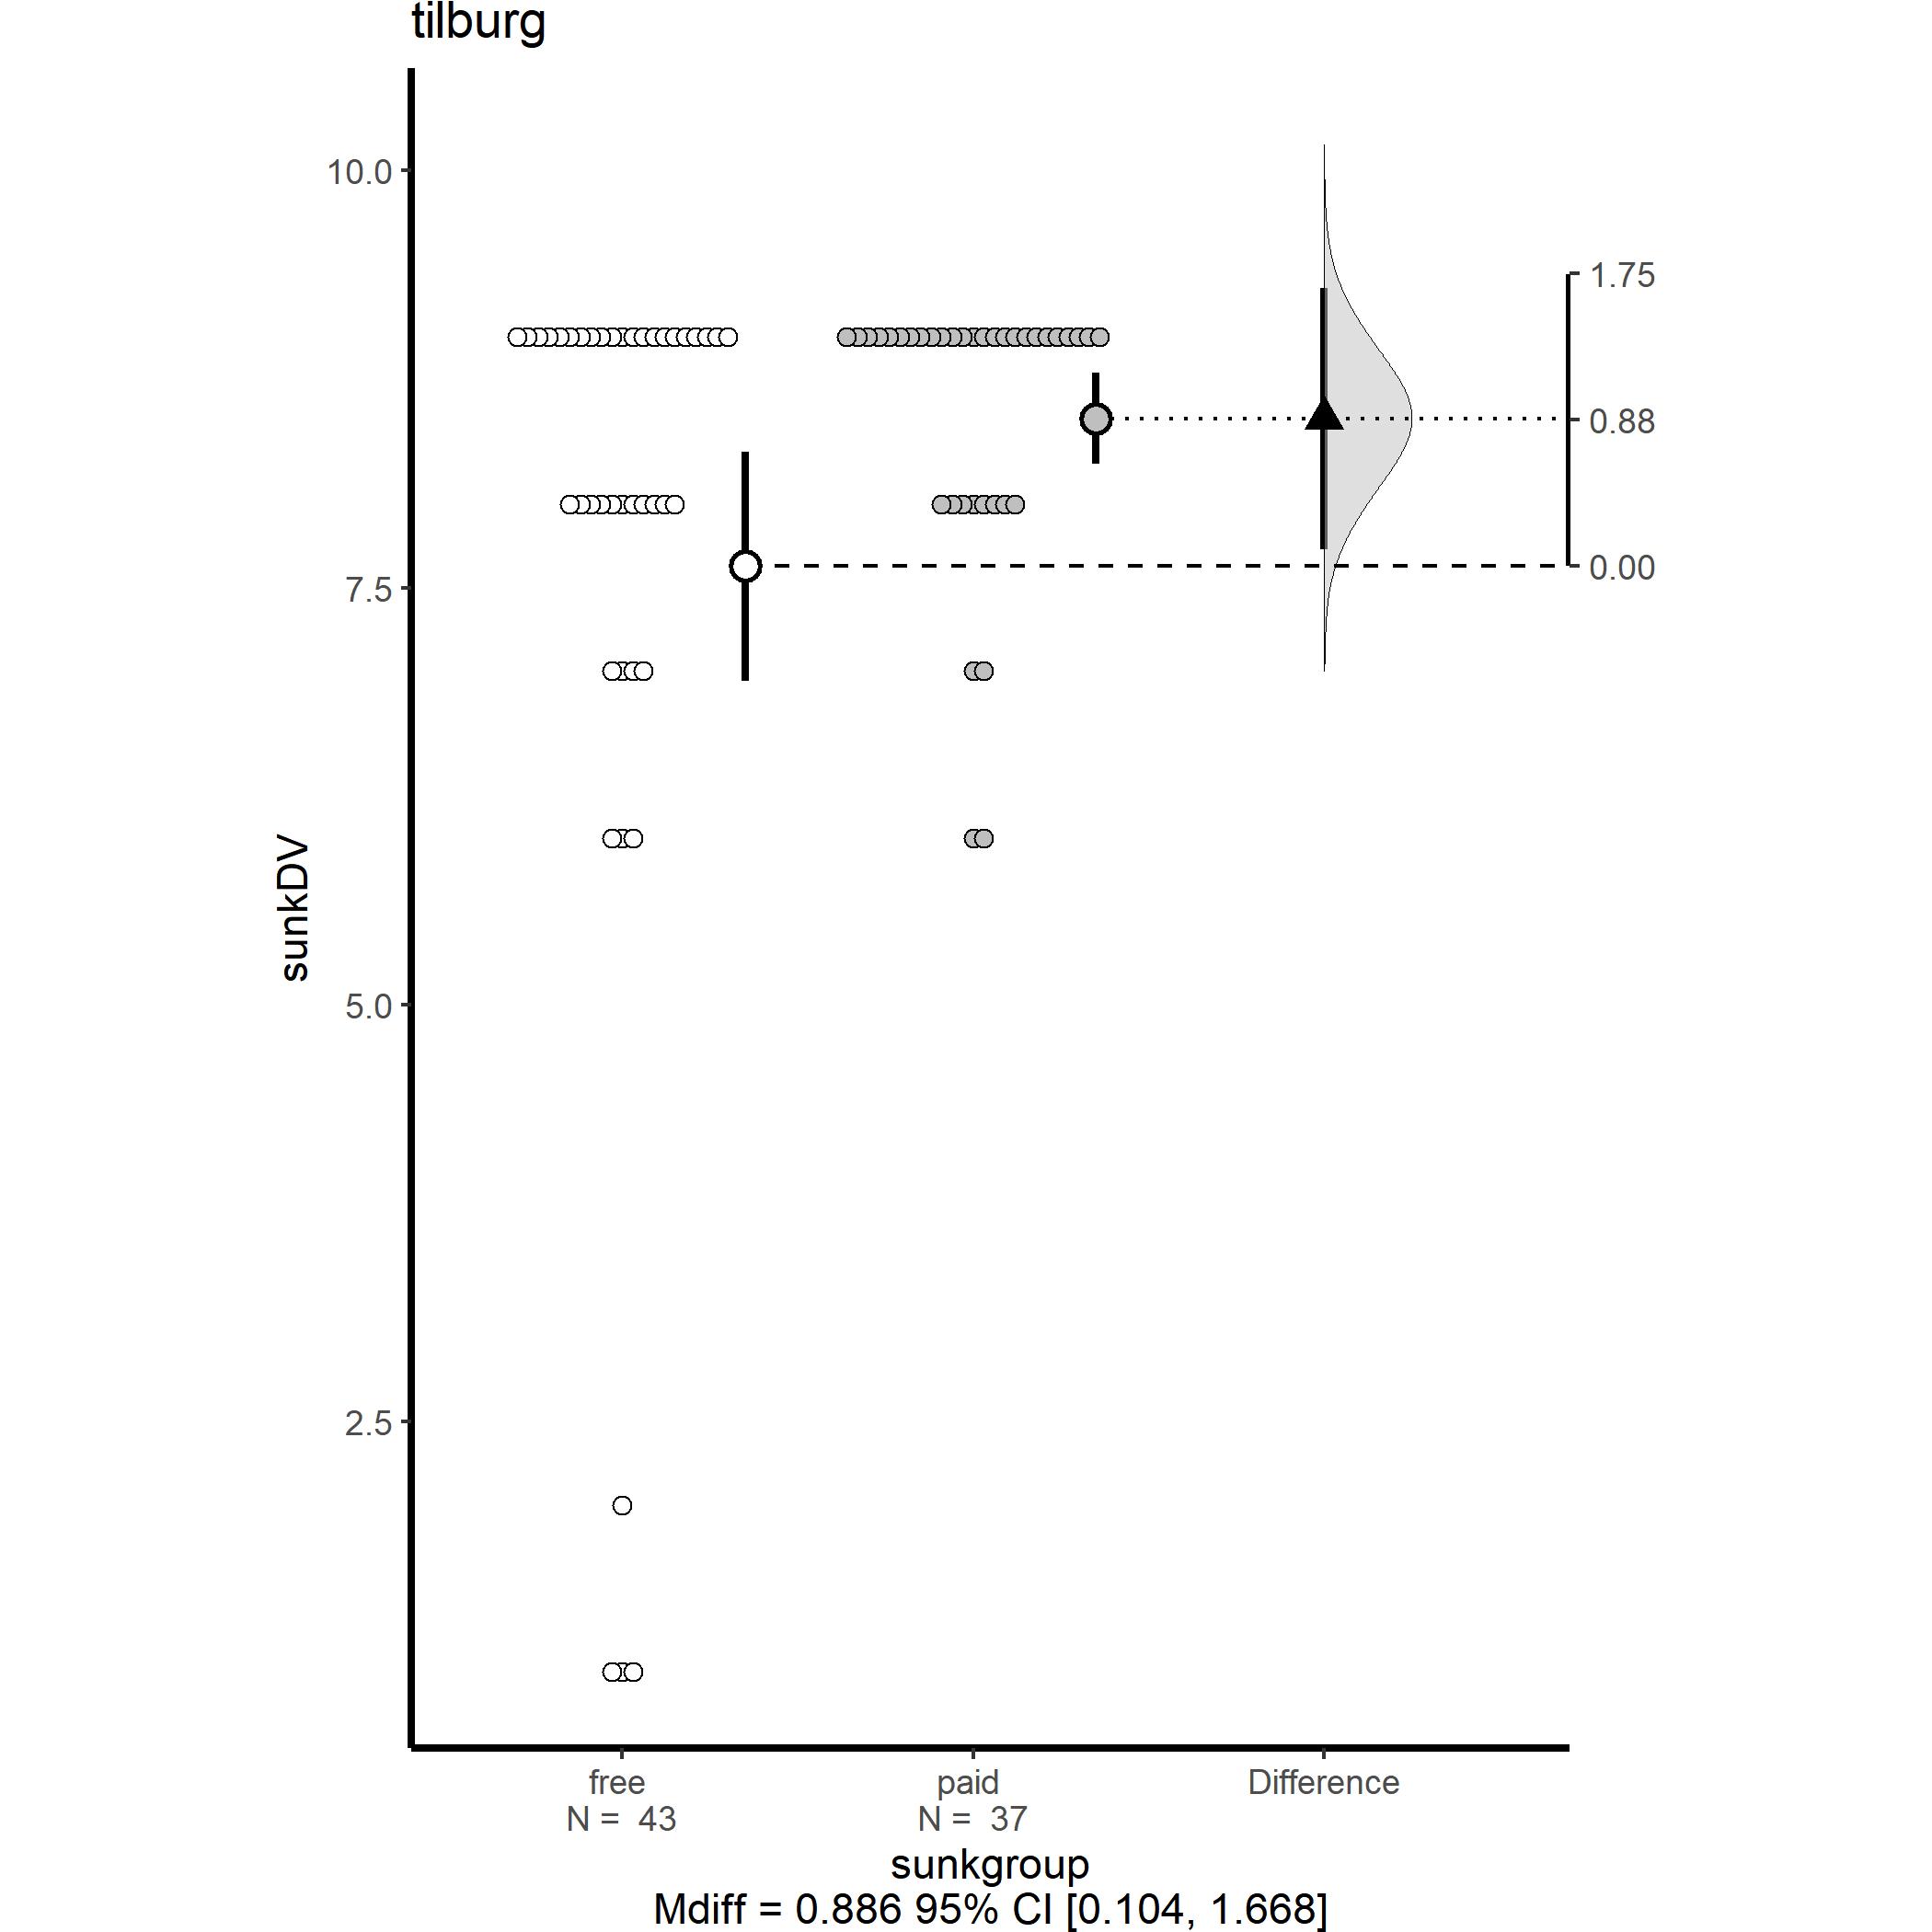 tilburg
10.0
7.5
5.0
2.5
sunkDV
1.75
0.88
0.00
free
N =  43
paid
N =  37
Difference
sunkgroup
Mdiff = 0.886 95% CI [0.104, 1.668]